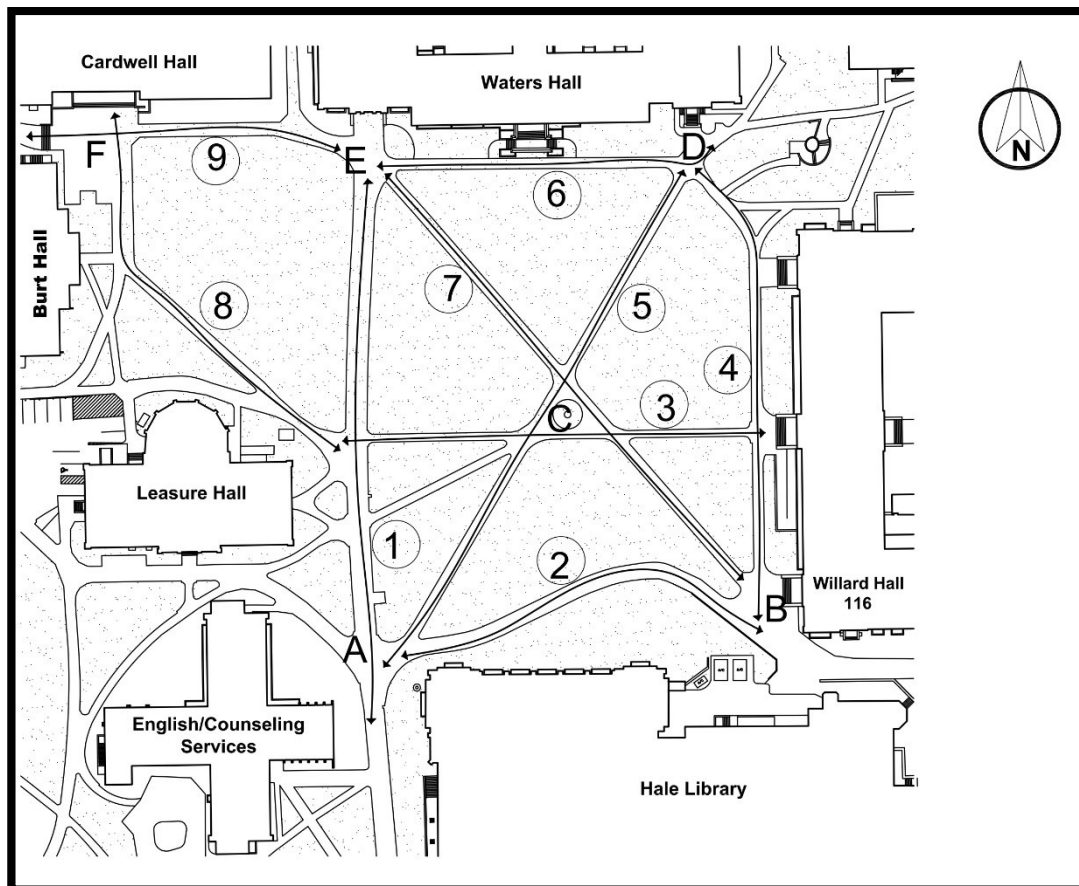 Cardwell Hall
Waters Hall
N
F
9
E
D
6
Burt Hall
8
7
5
4
3
C
Leasure Hall
1
2
Willard Hall
116
B
A
English/Counseling
Services
Hale Library